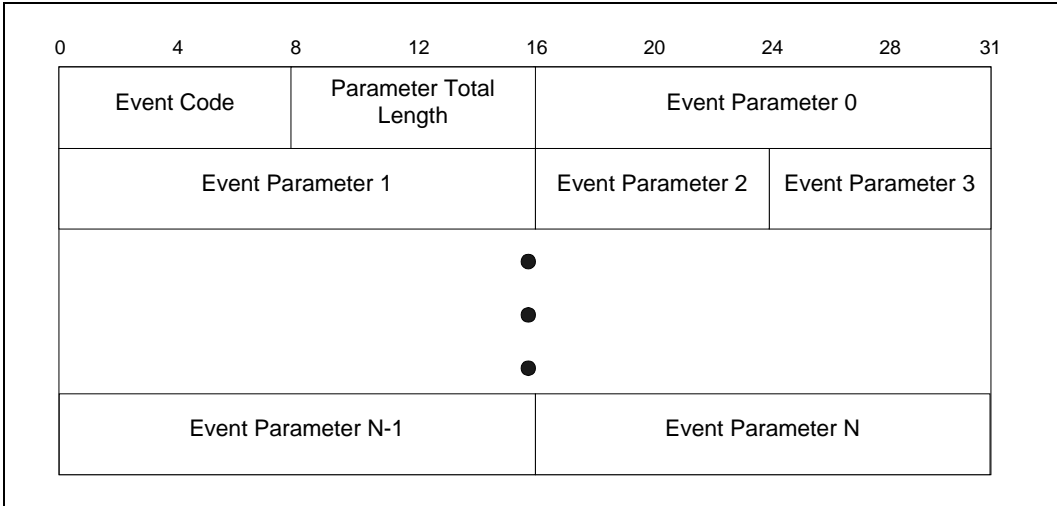 0 4 8 12 16 20 24 28 31
Event Code
Parameter Total
Length
Event Parameter 0
Event Parameter 1
Event Parameter 2
Event Parameter 3
Event Parameter N-1
Event Parameter N